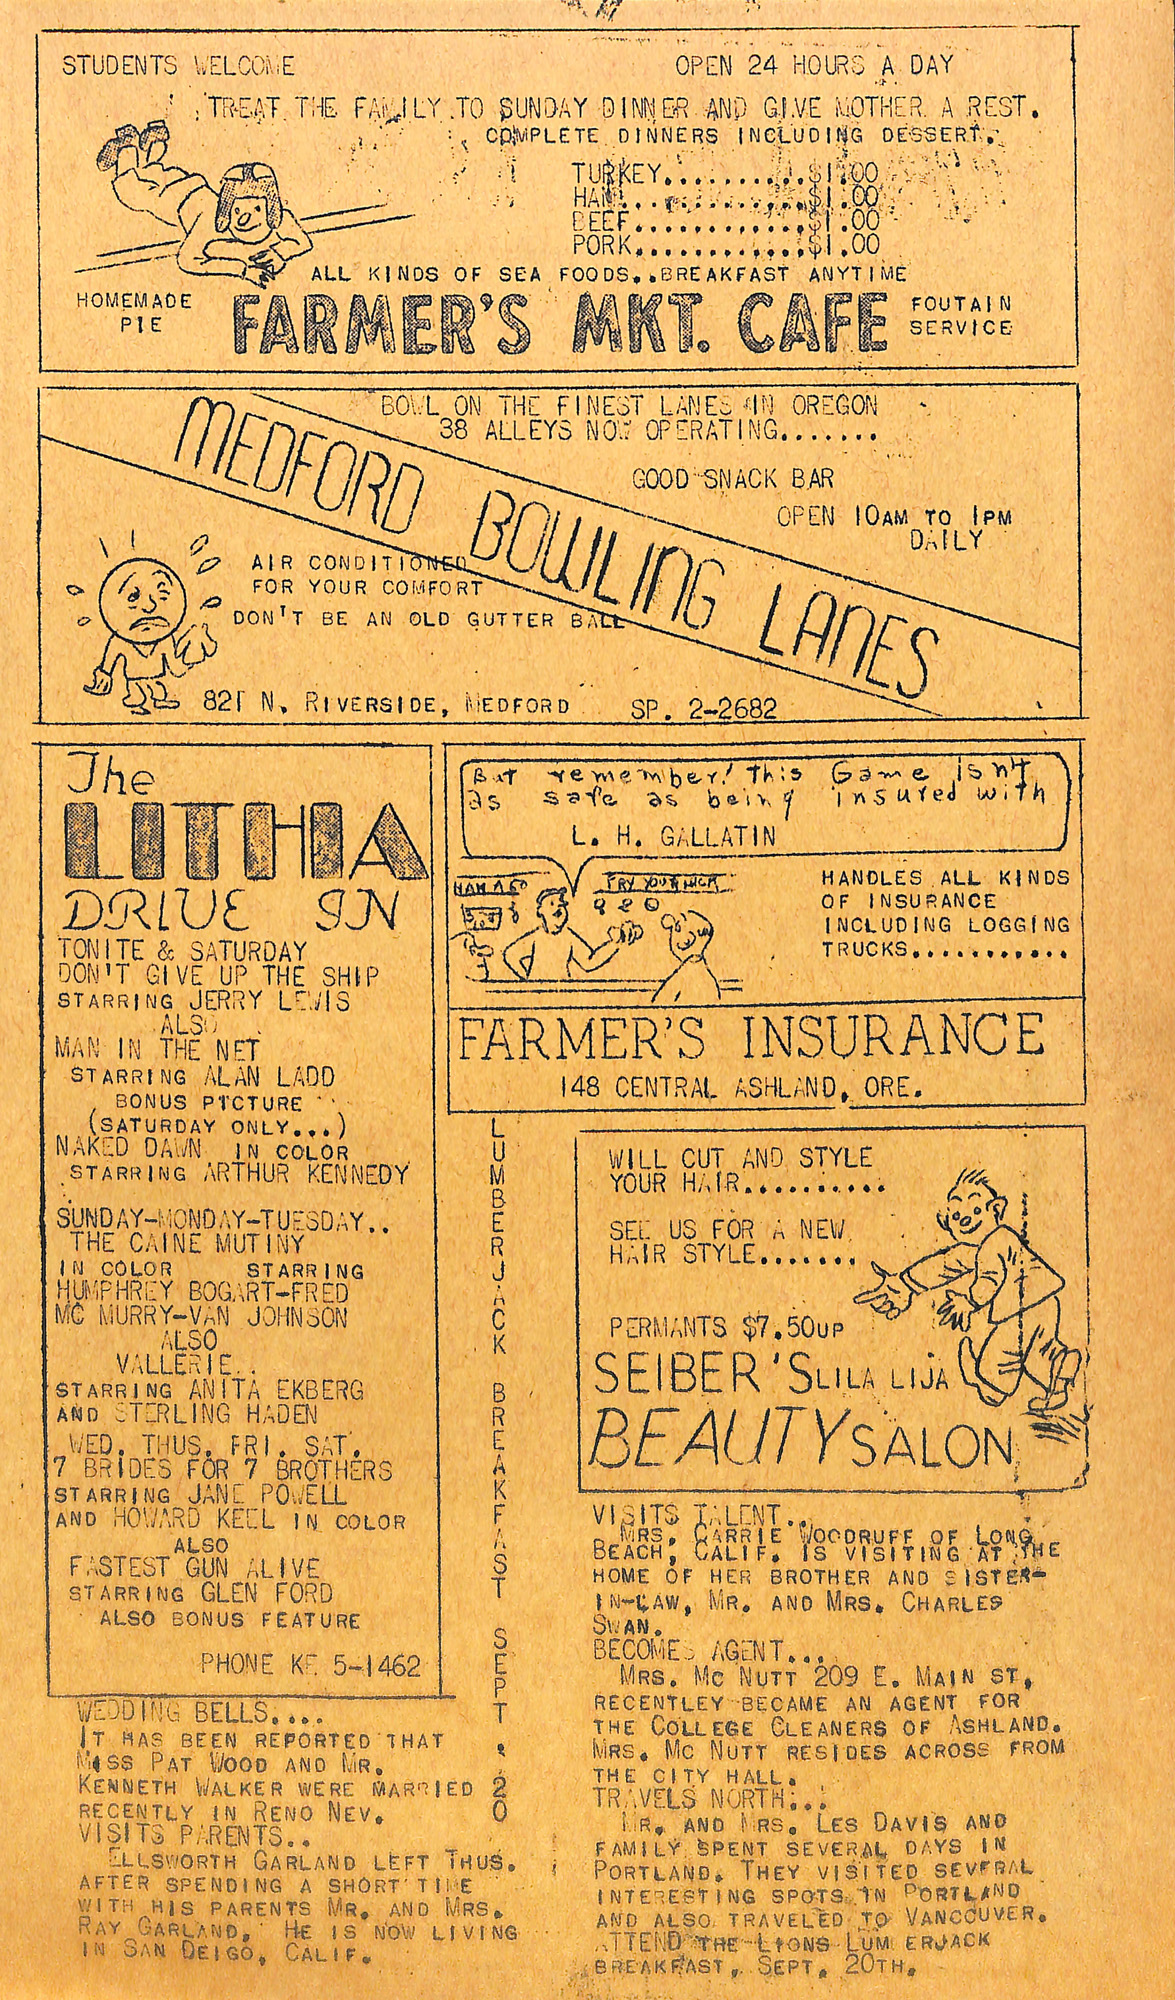 STUDENTS WELCOME
OPEN 24 HOURS A DAY
TREAT THE FAMILY TO SUNDAY DINNER AND GIVE MOTHER A REST.
COMPLETE DINNERS INCLUDING DESSERT.
TURKEY..........$1.00
HAM.............$1.00
BEEF............$1.00
PORK............$1.00
ALL KINDS OF SEA FOODS..BREAKFAST ANYTIME
HOMEMADE
PIE
FARMER'S MKT. CAFE
FOUTAIN
SERVICE
BOWL ON THE FINEST LANES IN OREGON
38 ALLEYS NOW OPERATING.......
MEDFORD BOWLING LANES
GOOD SNACK BAR
OPEN 10AM TO 1PM
DAILY
AIR CONDITIONED
FOR YOUR COMFORT
DON'T BE AN OLD GUTTER BALL
821 N. RIVERSIDE, MEDFORD SP. 2-2682
The
LITHIA
DRIVE IN
TONITE & SATURDAY
DON'T GIVE UP THE SHIP
STARRING JERRY LEWIS
ALSO
MAN IN THE NET
STARRING ALAN LADD
BONUS PICTURE
(SATURDAY ONLY...)
NAKED DAWN IN COLOR
STARRING ARTHUR KENNEDY
SUNDAY-MONDAY-TUESDAY..
THE CAINE MUTINY
IN COLOR STARRING
HUMPHREY BOGART-FRED
MC MURRY-VAN JOHNSON
ALSO
VALLERIE..
STARRING ANITA EKBERG
AND STERLING HADEN
WED. THUS. FRI. SAT.
7 BRIDES FOR 7 BROTHERS
STARRING JANE POWELL
AND HOWARD KEEL IN COLOR
ALSO
FASTEST GUN ALIVE
STARRING GLEN FORD
ALSO BONUS FEATURE
PHONE KE 5-1462
But remember! This Game isn't
as safe as being insured with
L. H. GALLATIN
TRY YOUR LUCK
HANDLES ALL KINDS
OF INSURANCE
INCLUDING LOGGING
TRUCKS...........
FARMER'S INSURANCE
148 CENTRAL ASHLAND, ORE.
LUMBERJACK BREAKFAST SEPT. 20
WILL CUT AND STYLE
YOUR HAIR..........
SEE US FOR A NEW
HAIR STYLE.......
PERMANTS $7.50UP
SEIBER'S LILA LIJA
BEAUTY SALON
WEDDING BELLS....
IT HAS BEEN REPORTED THAT
MISS PAT WOOD AND MR.
KENNETH WALKER WERE MARRIED
RECENTLY IN RENO NEV.
VISITS PARENTS..
ELLSWORTH GARLAND LEFT THUS.
AFTER SPENDING A SHORT TIME
WITH HIS PARENTS MR. AND MRS.
RAY GARLAND. HE IS NOW LIVING
IN SAN DEIGO, CALIF.
VISITS TALENT..
MRS. CARRIE WOODRUFF OF LONG
BEACH, CALIF. IS VISITING AT THE
HOME OF HER BROTHER AND SISTER-
IN-LAW, MR. AND MRS. CHARLES
SWAN.
BECOMES AGENT...
MRS. MC NUTT 209 E. MAIN ST,
RECENTLEY BECAME AN AGENT FOR
THE COLLEGE CLEANERS OF ASHLAND.
MRS. MC NUTT RESIDES ACROSS FROM
THE CITY HALL.
TRAVELS NORTH...
MR. AND MRS. LES DAVIS AND
FAMILY SPENT SEVERAL DAYS IN
PORTLAND. THEY VISITED SEVERAL
INTERESTING SPOTS IN PORTLAND
AND ALSO TRAVELED TO VANCOUVER.
ATTEND THE LIONS LUM ERJACK
BREAKFAST, SEPT. 20TH.